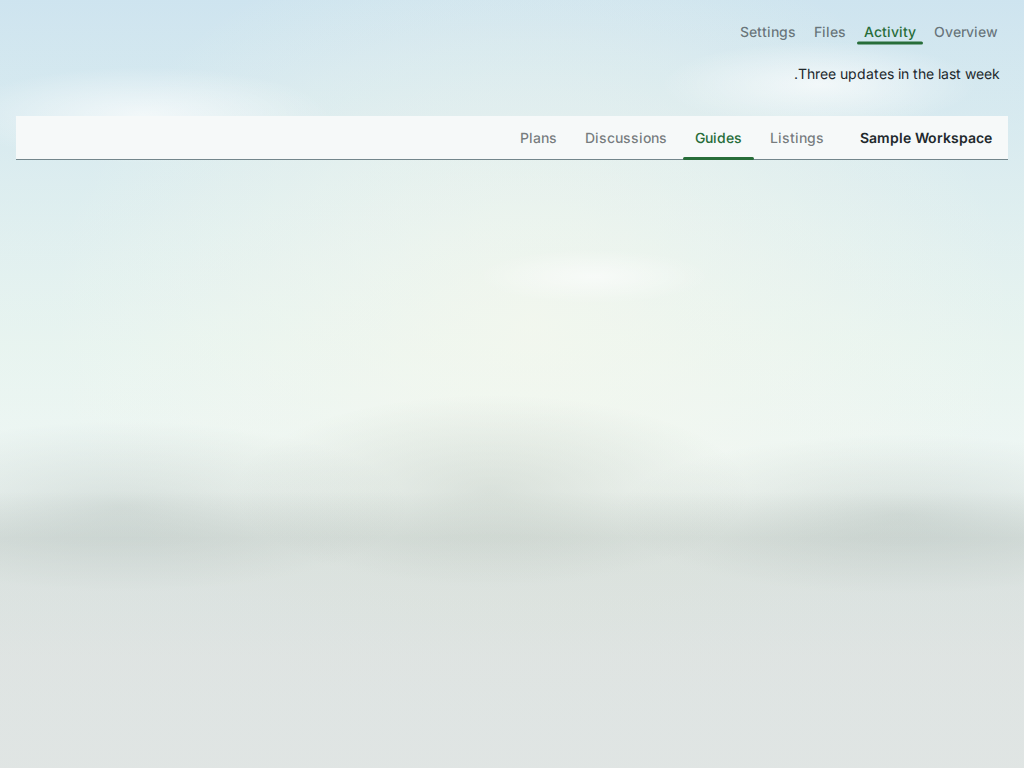 Settings Files Activity Overview
.Three updates in the last week
Plans Discussions Guides Listings Sample Workspace